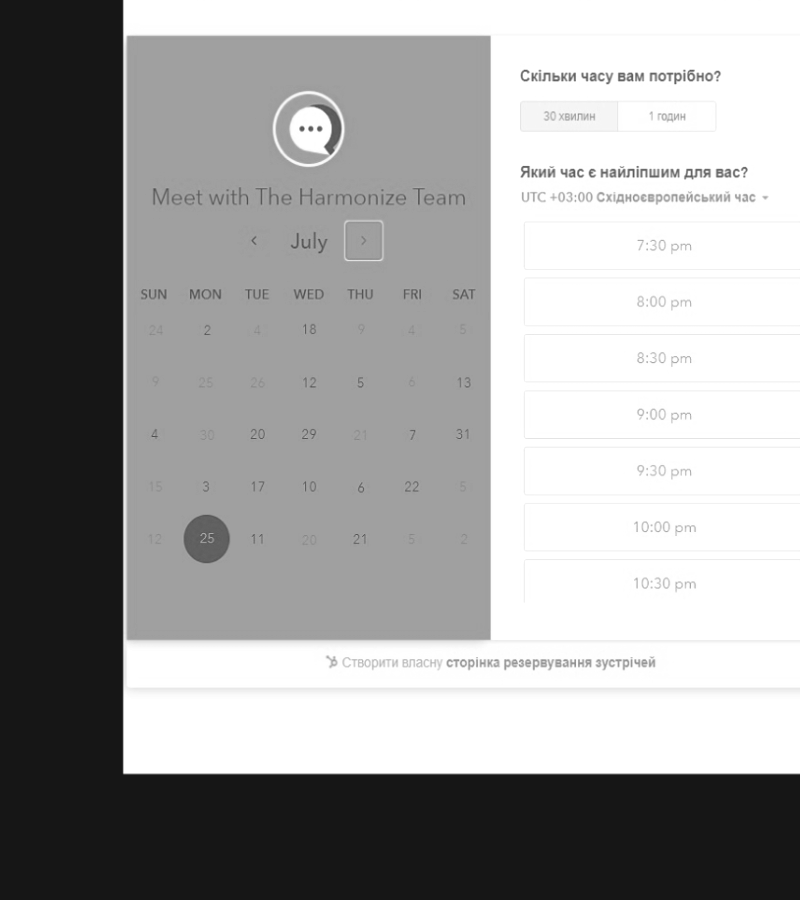 Meet with The Harmonize Team
July
SUN MON TUE WED THU FRI SAT
24 2 4 18 9 4 5
9 25 26 12 5 6 13
4 30 20 29 21 7 31
15 3 17 10 6 22 5
12 25 11 20 21 5 2
Скільки часу вам потрібно?
30 хвилин 1 годин
Який час є найліпшим для вас?
UTC +03:00 Східноєвропейський час
7:30 pm
8:00 pm
8:30 pm
9:00 pm
9:30 pm
10:00 pm
10:30 pm
Створити власну сторінка резервування зустрічей